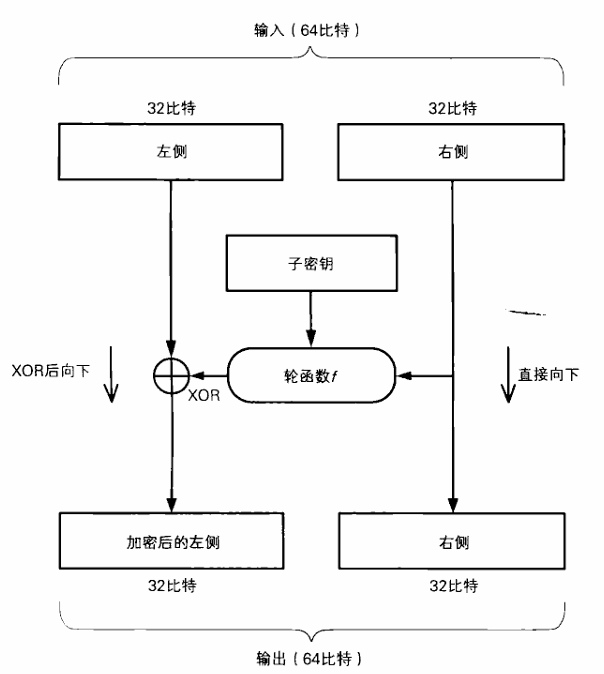 输入（64比特）
32比特 32比特
左侧 右侧
子密钥
XOR后向下 XOR 轮函数f 直接向下
加密后的左侧 右侧
32比特 32比特
输出（64比特）